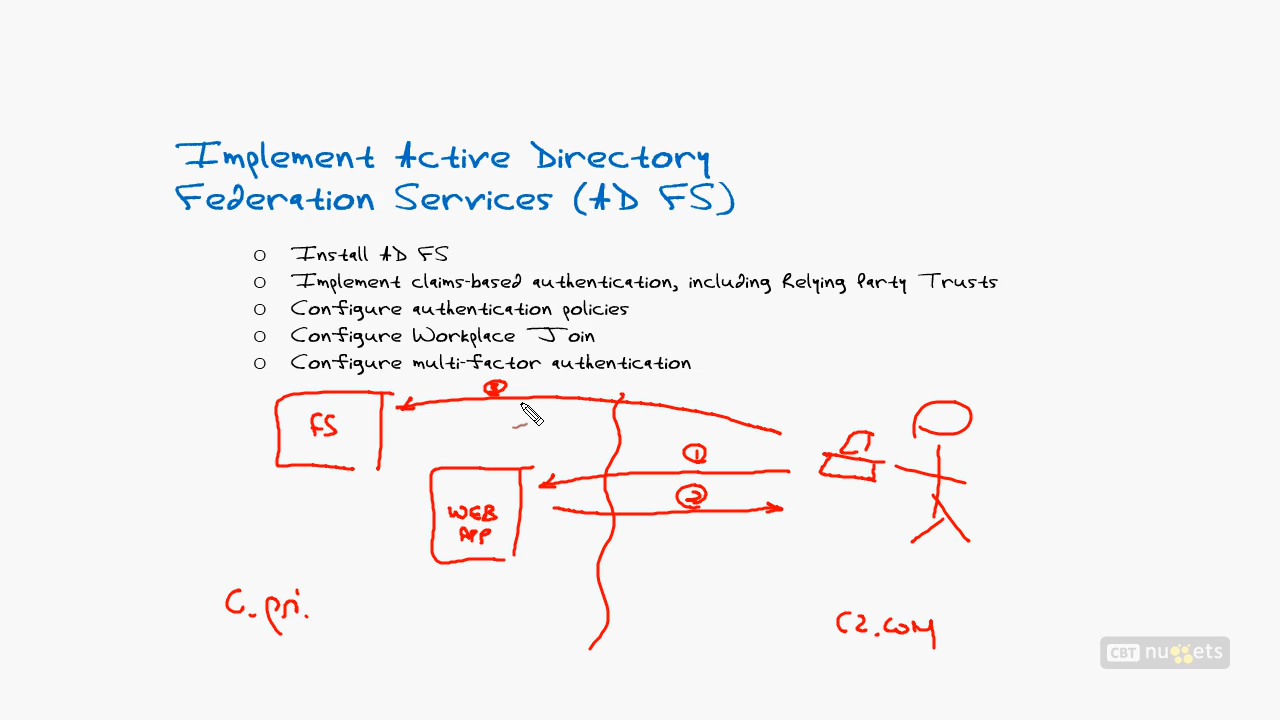 Implement Active Directory
Federation Services (AD FS)
o Install AD FS
o Implement claims-based authentication, including Relying Party Trusts
o Configure authentication policies
o Configure Workplace Join
o Configure multi-factor authentication
FS
1
2
WEB
APP
C.pri.
C2.com
CBT nuggets